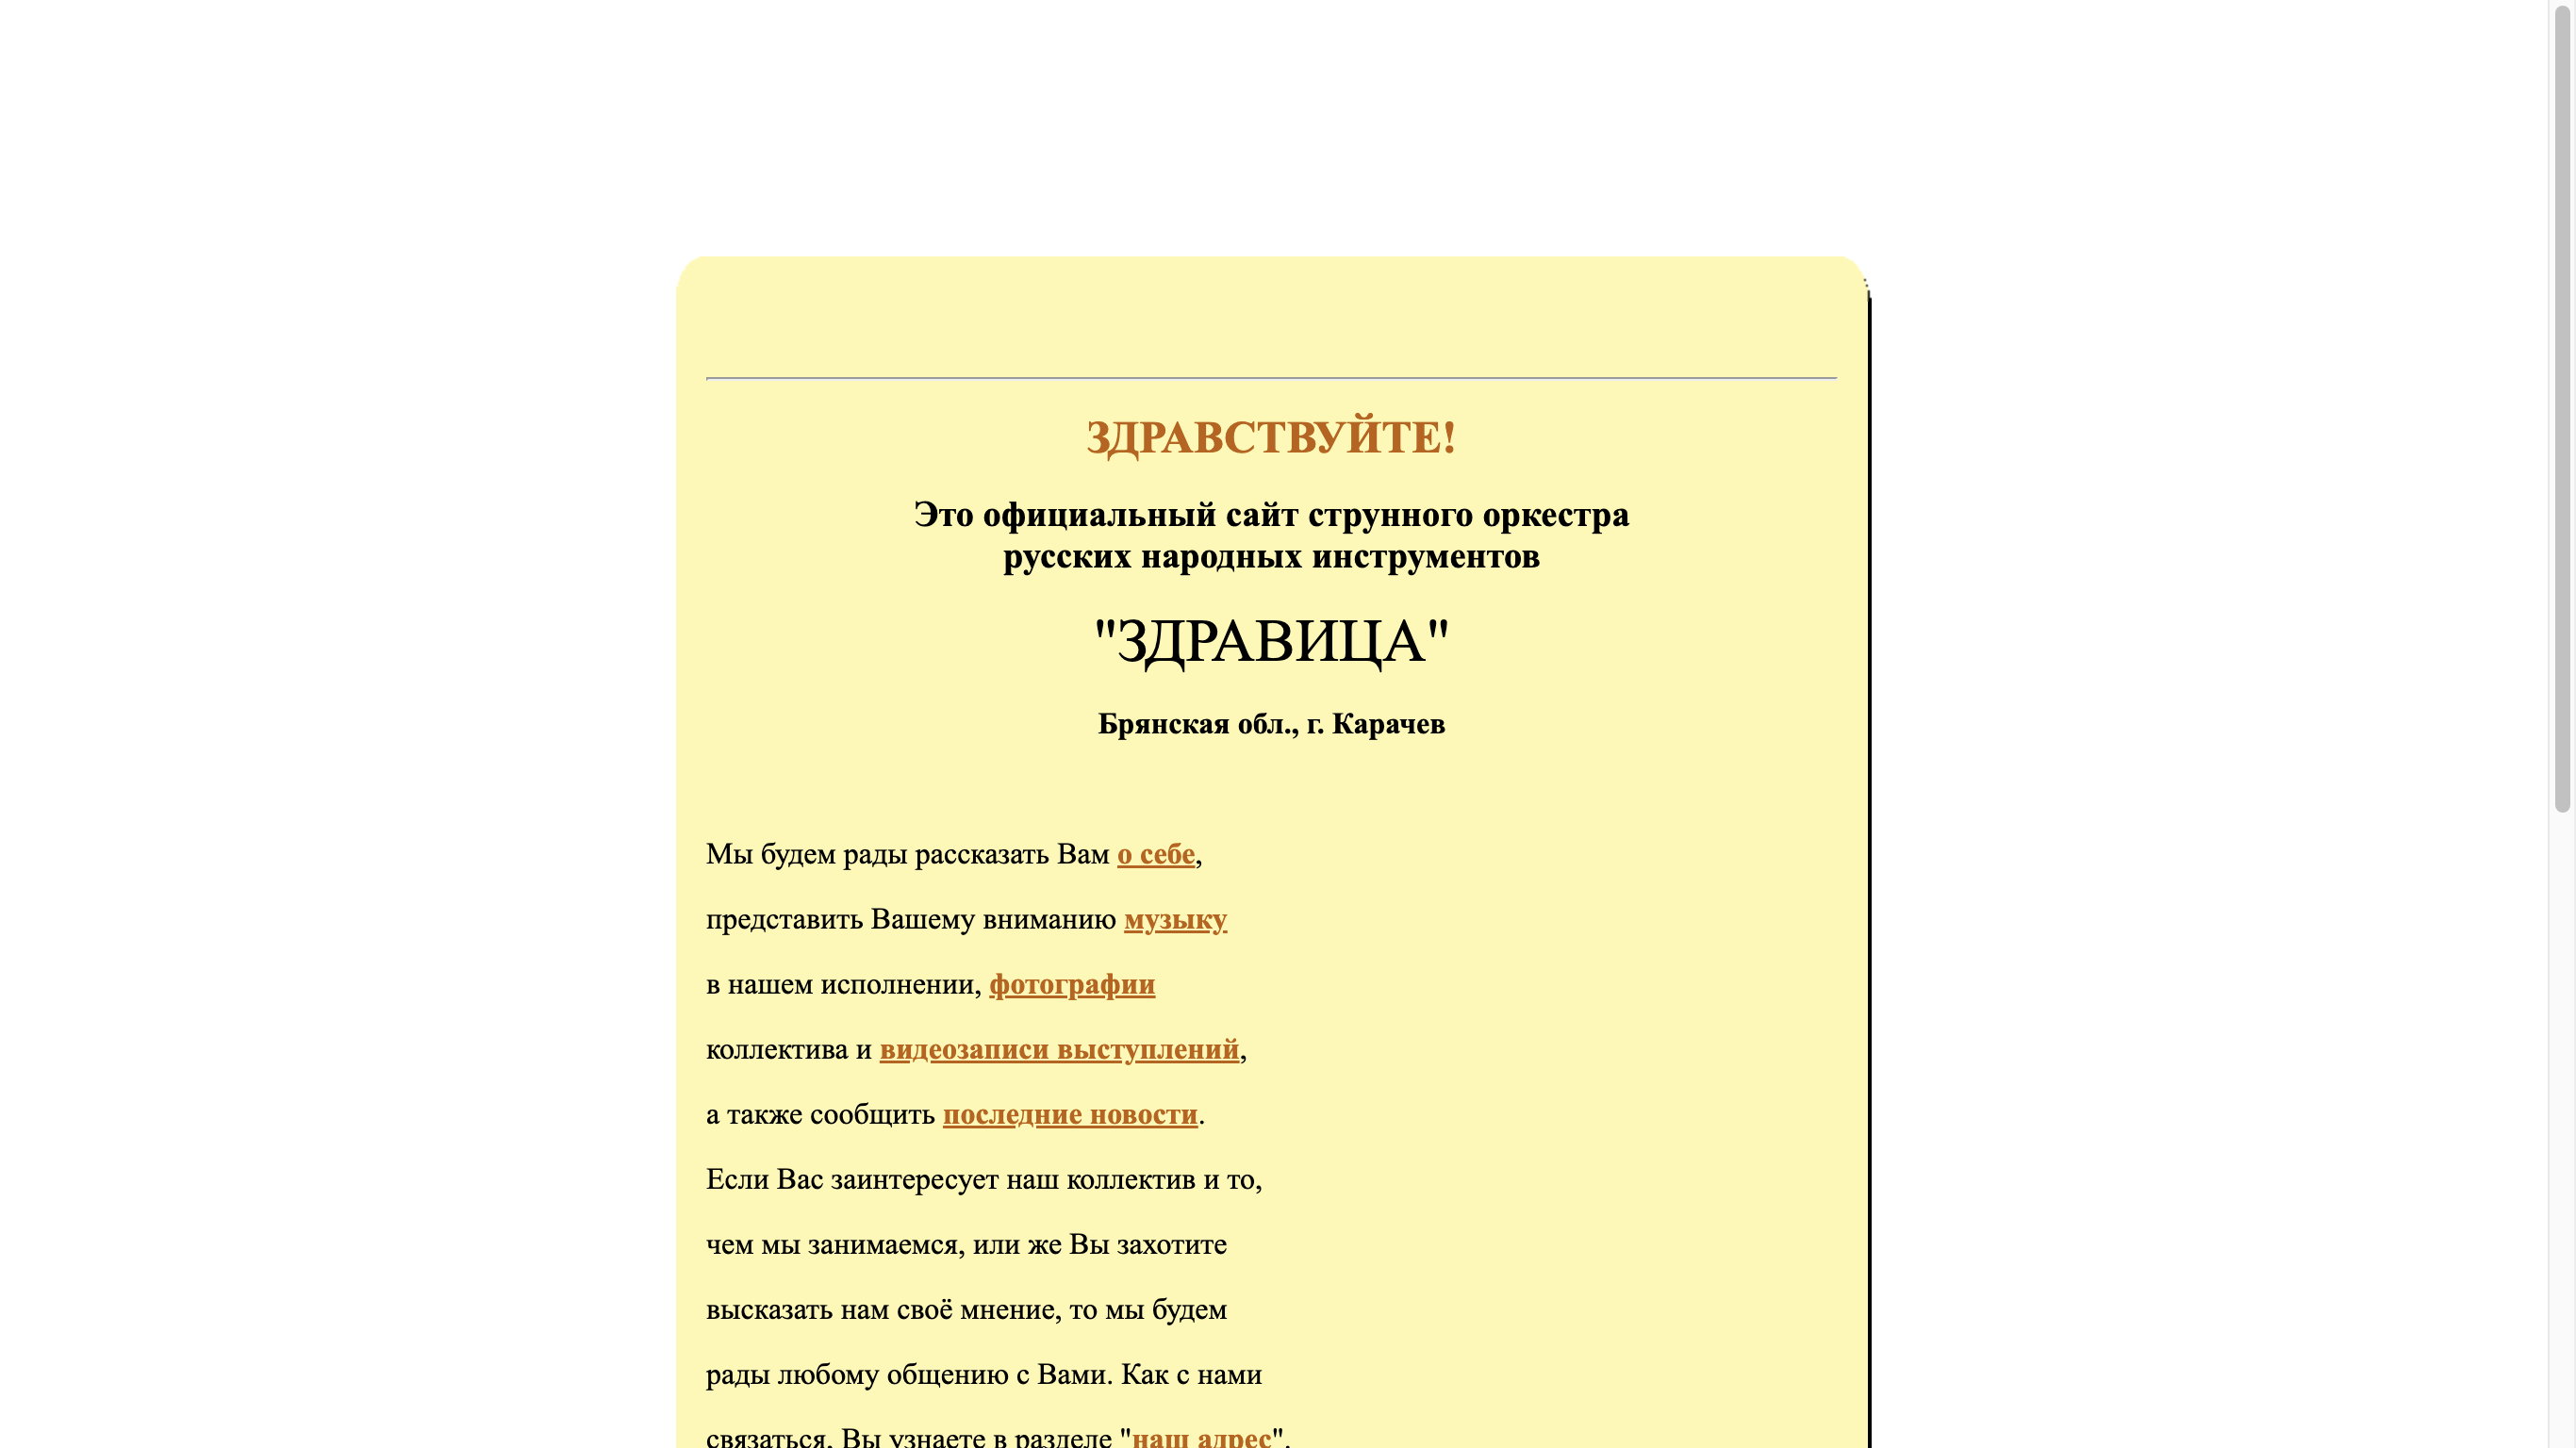 ЗДРАВСТВУЙТЕ!
Это официальный сайт струнного оркестра
русских народных инструментов
"ЗДРАВИЦА"
Брянская обл., г. Карачев
Мы будем рады рассказать Вам о себе,
представить Вашему вниманию музыку
в нашем исполнении, фотографии
коллектива и видеозаписи выступлений,
а также сообщить последние новости.
Если Вас заинтересует наш коллектив и то,
чем мы занимаемся, или же Вы захотите
высказать нам своё мнение, то мы будем
рады любому общению с Вами. Как с нами
связаться, Вы узнаете в разделе "наш адрес".